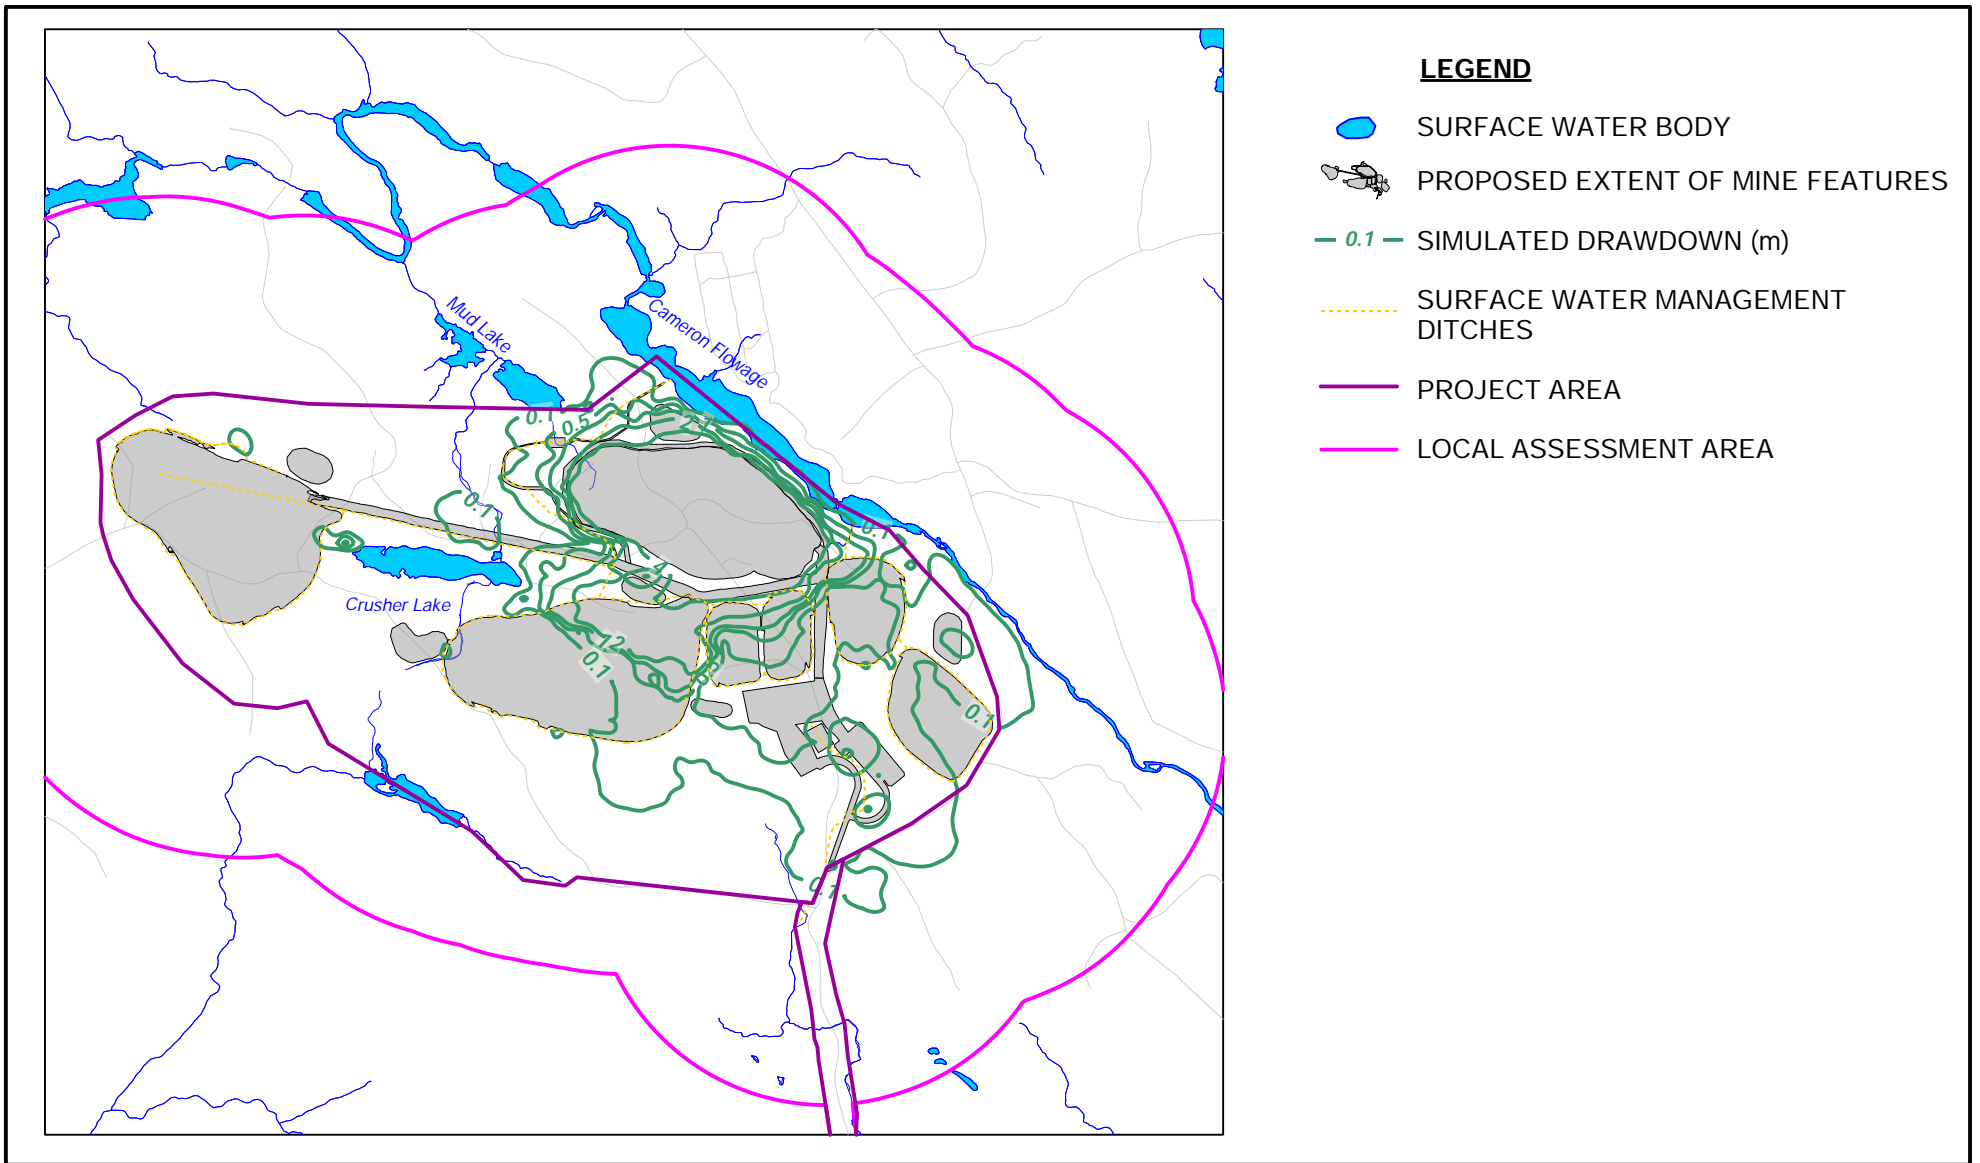 LEGEND
SURFACE WATER BODY
PROPOSED EXTENT OF MINE FEATURES
0.1 SIMULATED DRAWDOWN (m)
SURFACE WATER MANAGEMENT
DITCHES
PROJECT AREA
LOCAL ASSESSMENT AREA
Mud Lake
Cameron Flowage
0.1
0.5
0.1
0.1
4
Crusher Lake
12
0.1
0.1
0.1